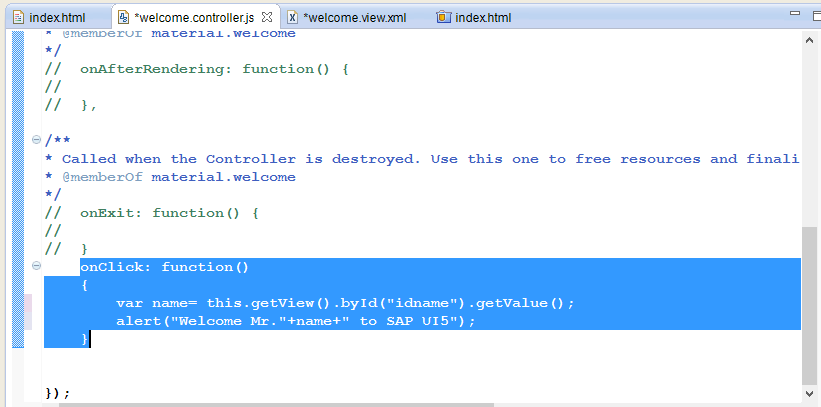 index.html
*welcome.controller.js
*welcome.view.xml
index.html
* @memberOf material.welcome
*/
//  onAfterRendering: function() {
//
//  },
/**
* Called when the Controller is destroyed. Use this one to free resources and finali
* @memberOf material.welcome
*/
//  onExit: function() {
//
//  }
onClick: function()
{
var name= this.getView().byId("idname").getValue();
alert("Welcome Mr."+name+" to SAP UI5");
}
});